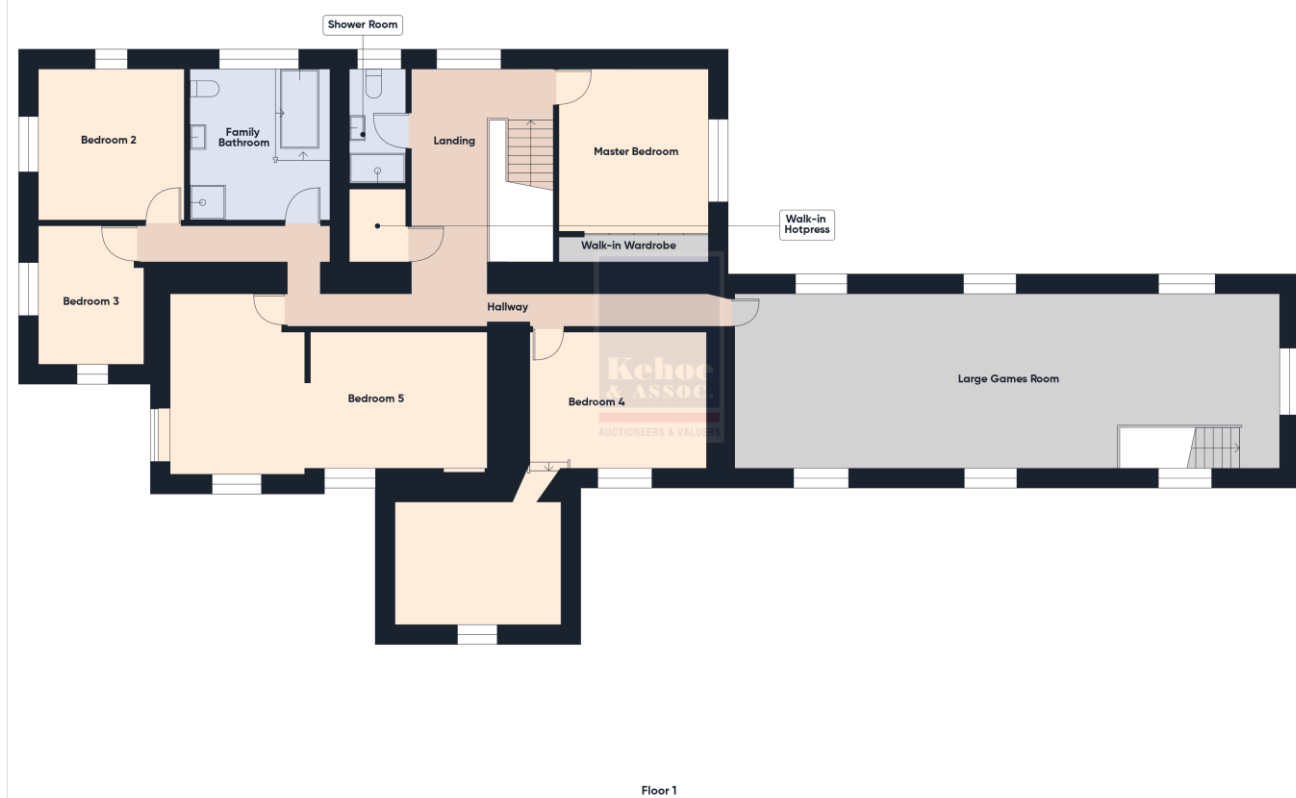 Shower Room
Bedroom 2
Family
Bathroom
Landing
Master Bedroom
Walk-in
Hotpress
Walk-in Wardrobe
Bedroom 3
Hallway
Kehoe
& ASSOC.
AUCTIONEERS & VALUERS
Large Games Room
Bedroom 5
Bedroom 4
Floor 1